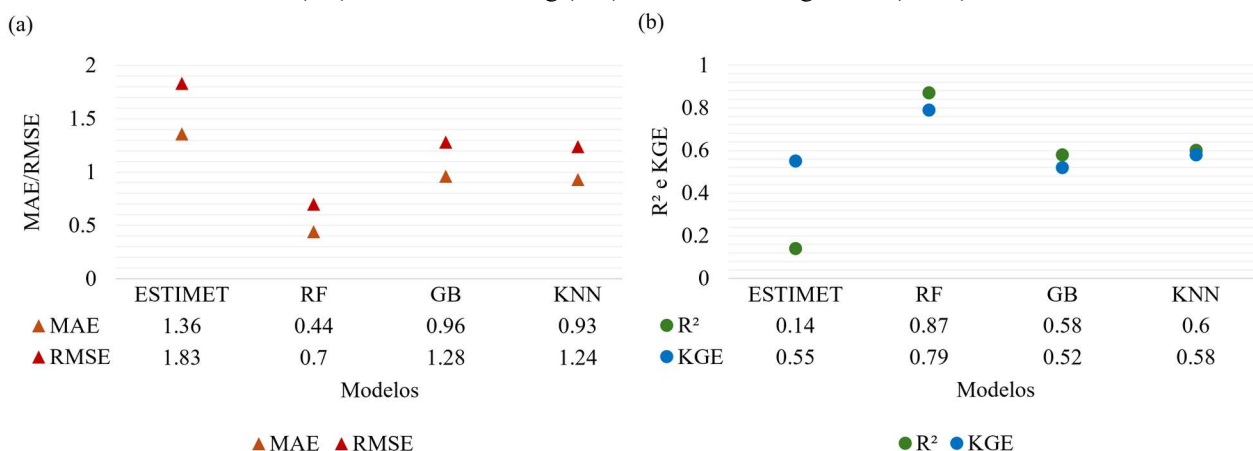 (a)
MAE/RMSE
2
1.5
1
0.5
0
ESTIMET RF GB KNN
MAE 1.36 0.44 0.96 0.93
RMSE 1.83 0.7 1.28 1.24
Modelos
MAE RMSE
(b)
R² e KGE
1
0.8
0.6
0.4
0.2
0
ESTIMET RF GB KNN
R² 0.14 0.87 0.58 0.6
KGE 0.55 0.79 0.52 0.58
Modelos
R² KGE